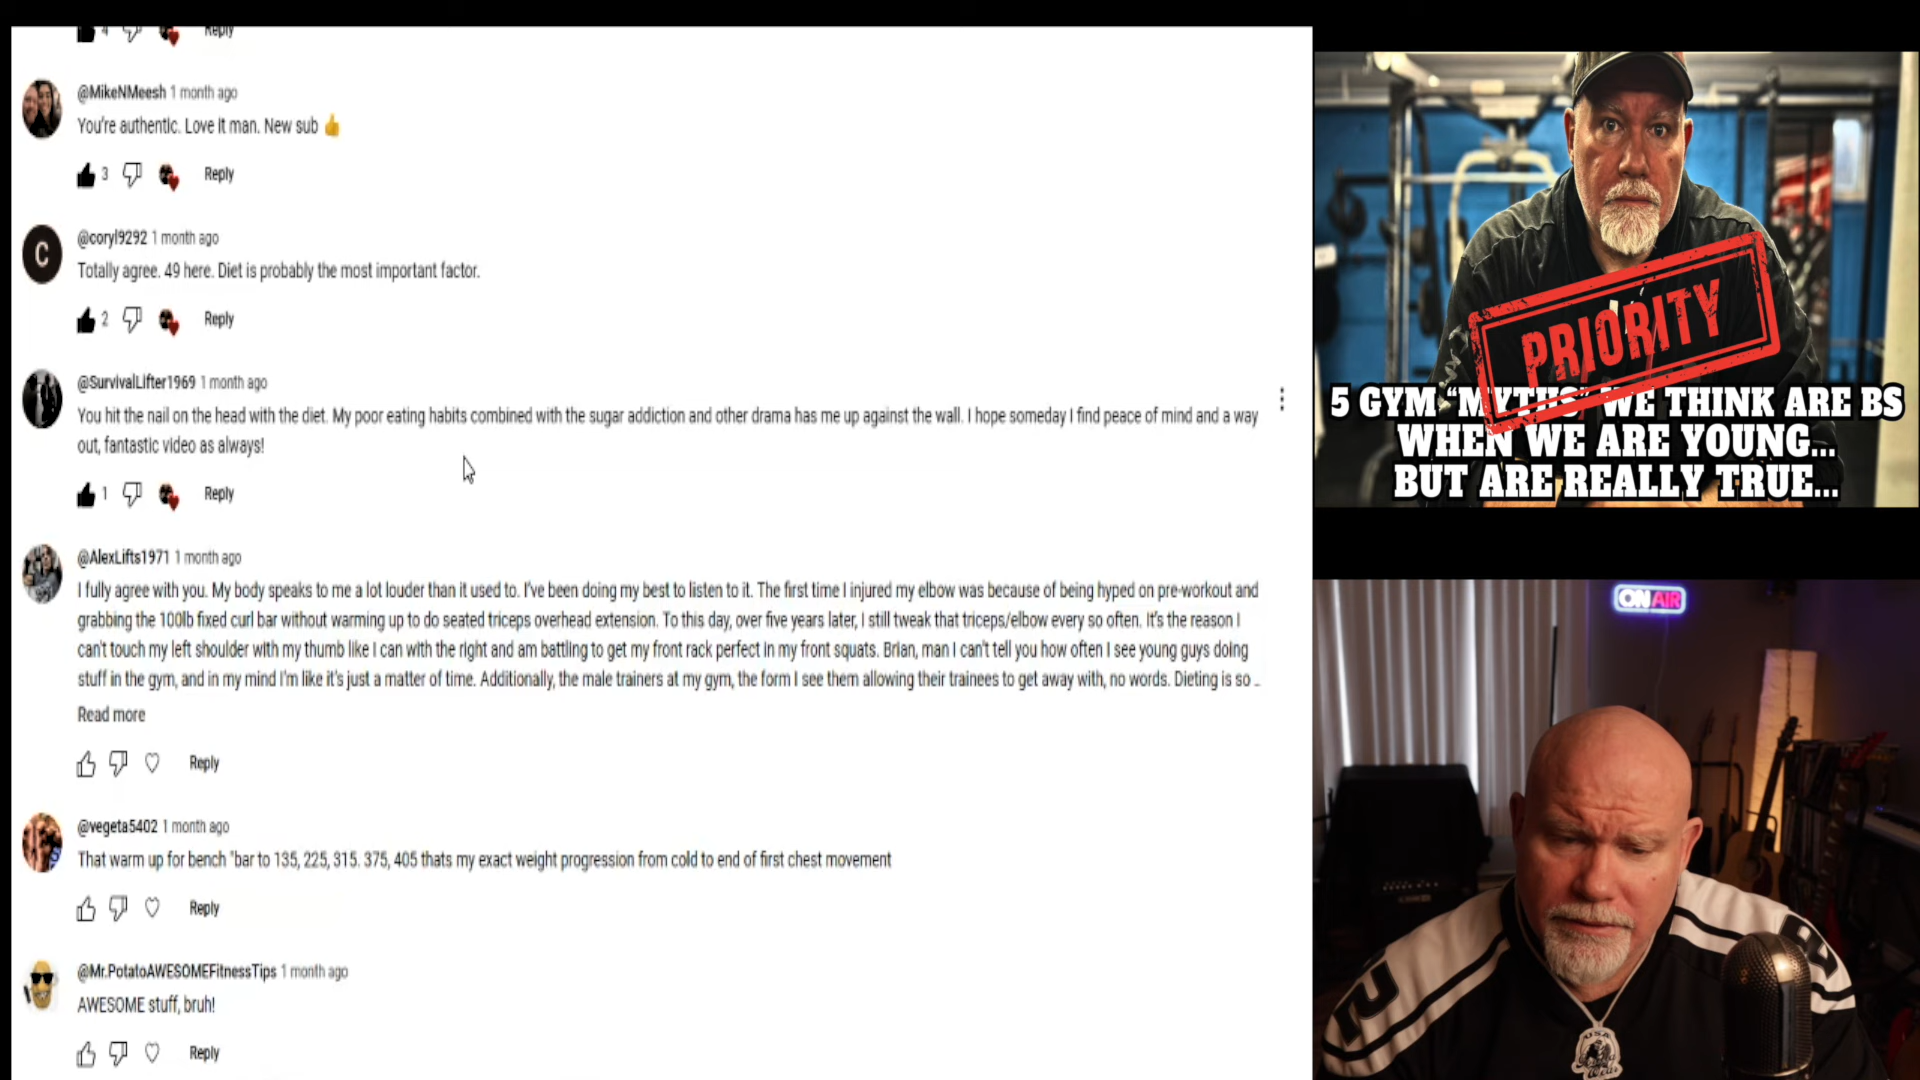 4 Reply
@MikeNMeesh 1 month ago
You're authentic. Love it man. New sub 👍
3 Reply
C
@coryl9292 1 month ago
Totally agree. 49 here. Diet is probably the most important factor.
2 Reply
@SurvivalLifter1969 1 month ago
You hit the nail on the head with the diet. My poor eating habits combined with the sugar addiction and other drama has me up against the wall. I hope someday I find peace of mind and a way
out, fantastic video as always!
1 Reply
@AlexLifts1971 1 month ago
I fully agree with you. My body speaks to me a lot louder than it used to. I've been doing my best to listen to it. The first time I injured my elbow was because of being hyped on pre-workout and
grabbing the 100lb fixed curl bar without warming up to do seated triceps overhead extension. To this day, over five years later, I still tweak that triceps/elbow every so often. It's the reason I
can't touch my left shoulder with my thumb like I can with the right and am battling to get my front rack perfect in my front squats. Brian, man I can't tell you how often I see young guys doing
stuff in the gym, and in my mind I'm like it's just a matter of time. Additionally, the male trainers at my gym, the form I see them allowing their trainees to get away with, no words. Dieting is so ...
Read more
Reply
@vegeta5402 1 month ago
That warm up for bench "bar to 135, 225, 315. 375, 405 thats my exact weight progression from cold to end of first chest movement
Reply
@Mr.PotatoAWESOMEFitnessTips 1 month ago
AWESOME stuff, bruh!
Reply
PRIORITY
5 GYM "MYTHS" WE THINK ARE BS
WHEN WE ARE YOUNG...
BUT ARE REALLY TRUE...
ON AIR
USA